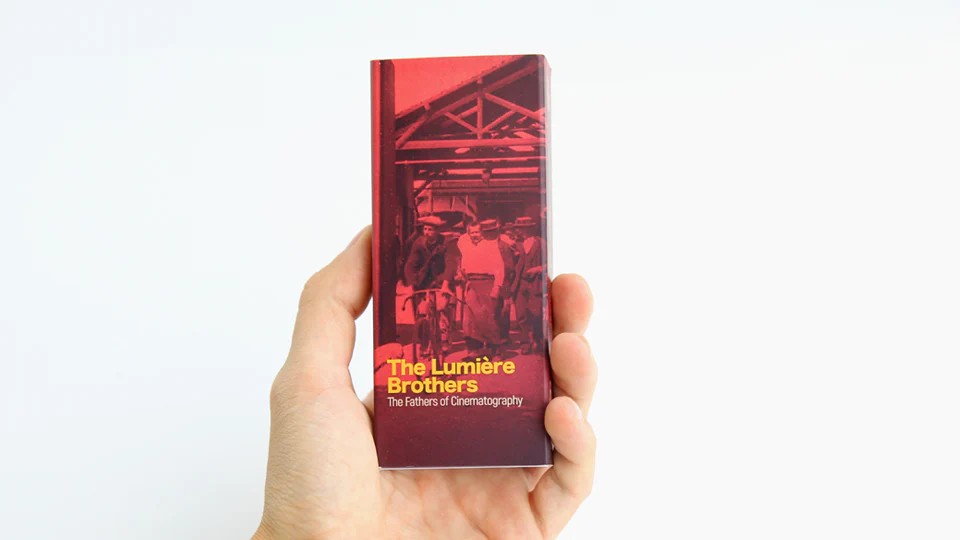 The Lumière
Brothers
The Fathers of Cinematography